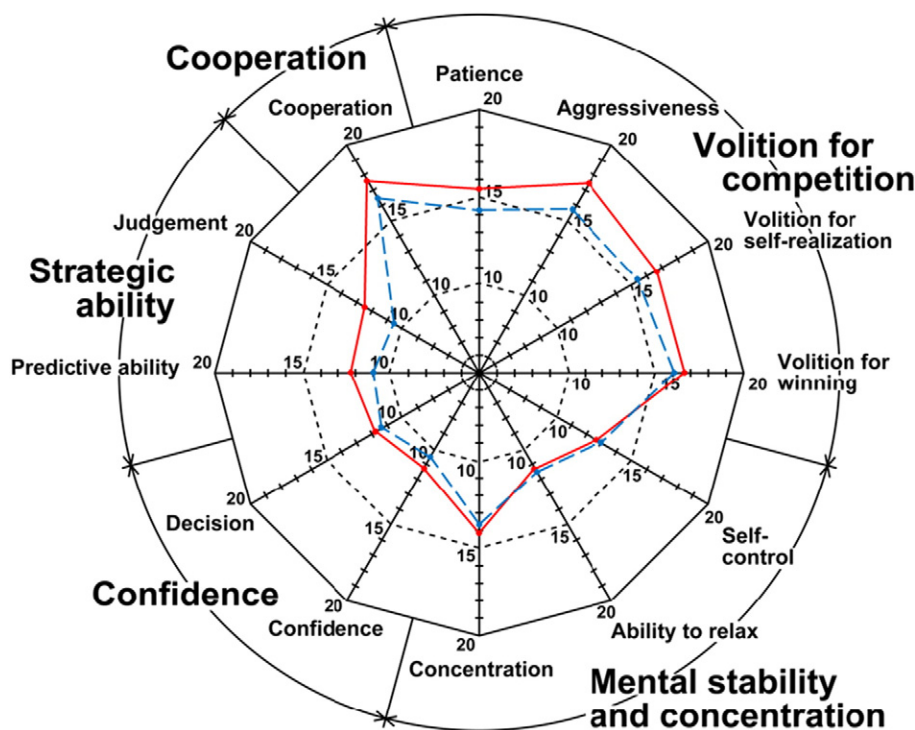 Cooperation
Patience
20
Cooperation
20
Aggressiveness
20
Volition for
competition
Judgement
20
Volition for
self-realization
20
Strategic
ability
15
15
15
15
15
10
10
10
10
10
Predictive ability
20
15
10
10
15
20
Volition for
winning
10
10
10
10
10
15
15
15
15
15
Decision
20
Self-
control
20
Confidence
Confidence
20
Ability to relax
20
Concentration
20
Mental stability
and concentration